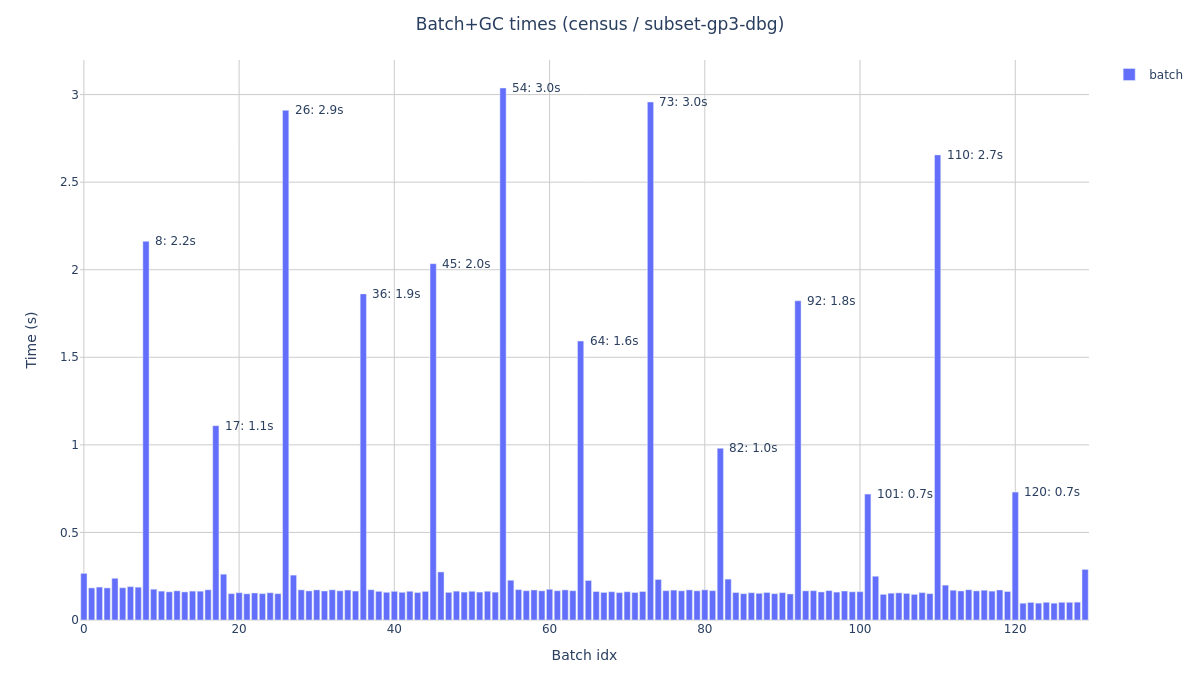 Batch+GC times (census / subset-gp3-dbg)
batch
Time (s)
3
2.5
2
1.5
1
0.5
0
54: 3.0s
73: 3.0s
26: 2.9s
110: 2.7s
8: 2.2s
45: 2.0s
36: 1.9s
92: 1.8s
64: 1.6s
17: 1.1s
82: 1.0s
101: 0.7s
120: 0.7s
0 20 40 60 80 100 120
Batch idx